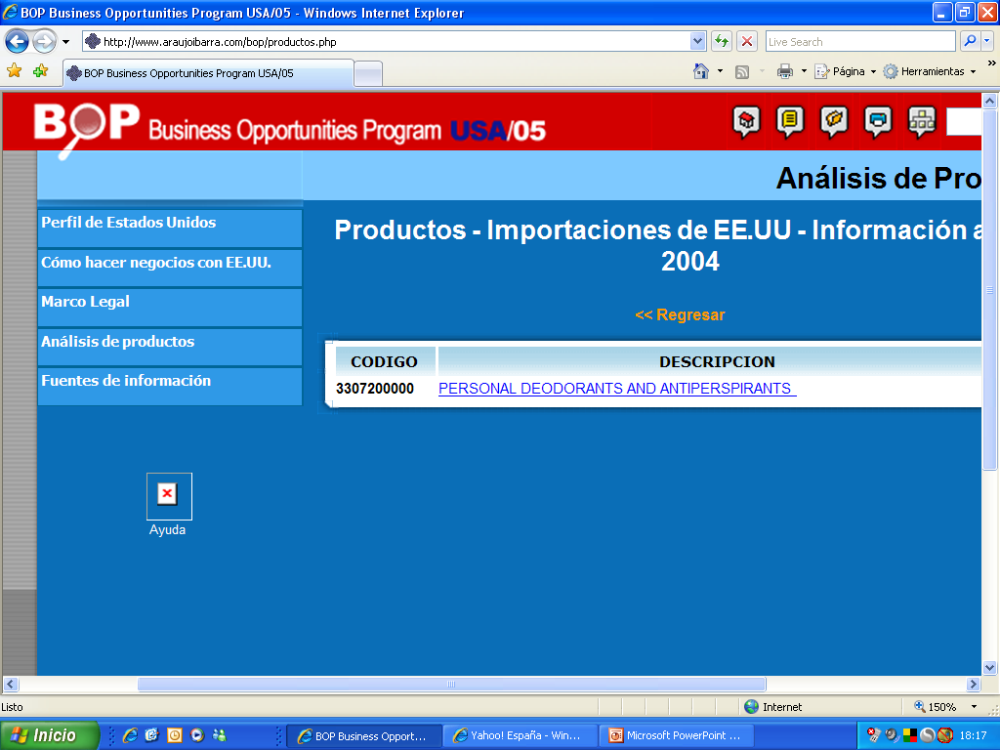 BOP Business Opportunities Program USA/05 - Windows Internet Explorer
http://www.araujoibarra.com/bop/productos.php
Live Search
BOP Business Opportunities Program USA/05
Página
Herramientas
BOP Business Opportunities Program USA/05
Análisis de Pro
Perfil de Estados Unidos
Cómo hacer negocios con EE.UU.
Marco Legal
Análisis de productos
Fuentes de información
Ayuda
Productos - Importaciones de EE.UU - Información a
2004
<< Regresar
CODIGO DESCRIPCION
3307200000 PERSONAL DEODORANTS AND ANTIPERSPIRANTS
Listo Internet 150%
Inicio BOP Business Opport... Yahoo! España - Win... Microsoft PowerPoint ... 18:17